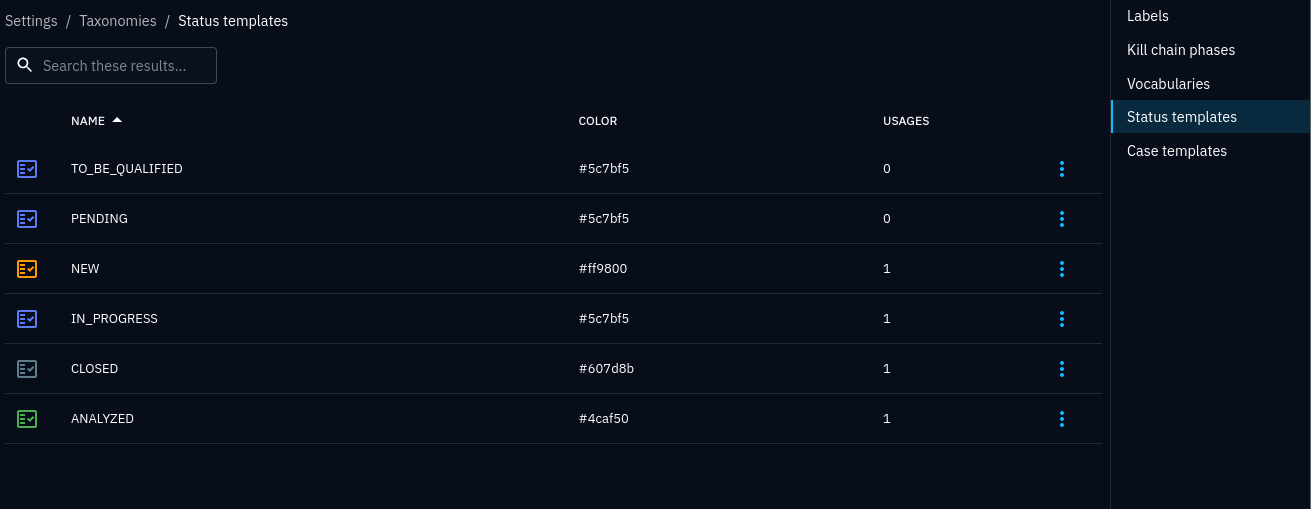 Settings / Taxonomies / Status templates
Search these results...
NAME COLOR USAGES
TO_BE_QUALIFIED #5c7bf5 0
PENDING #5c7bf5 0
NEW #ff9800 1
IN_PROGRESS #5c7bf5 1
CLOSED #607d8b 1
ANALYZED #4caf50 1
Labels
Kill chain phases
Vocabularies
Status templates
Case templates